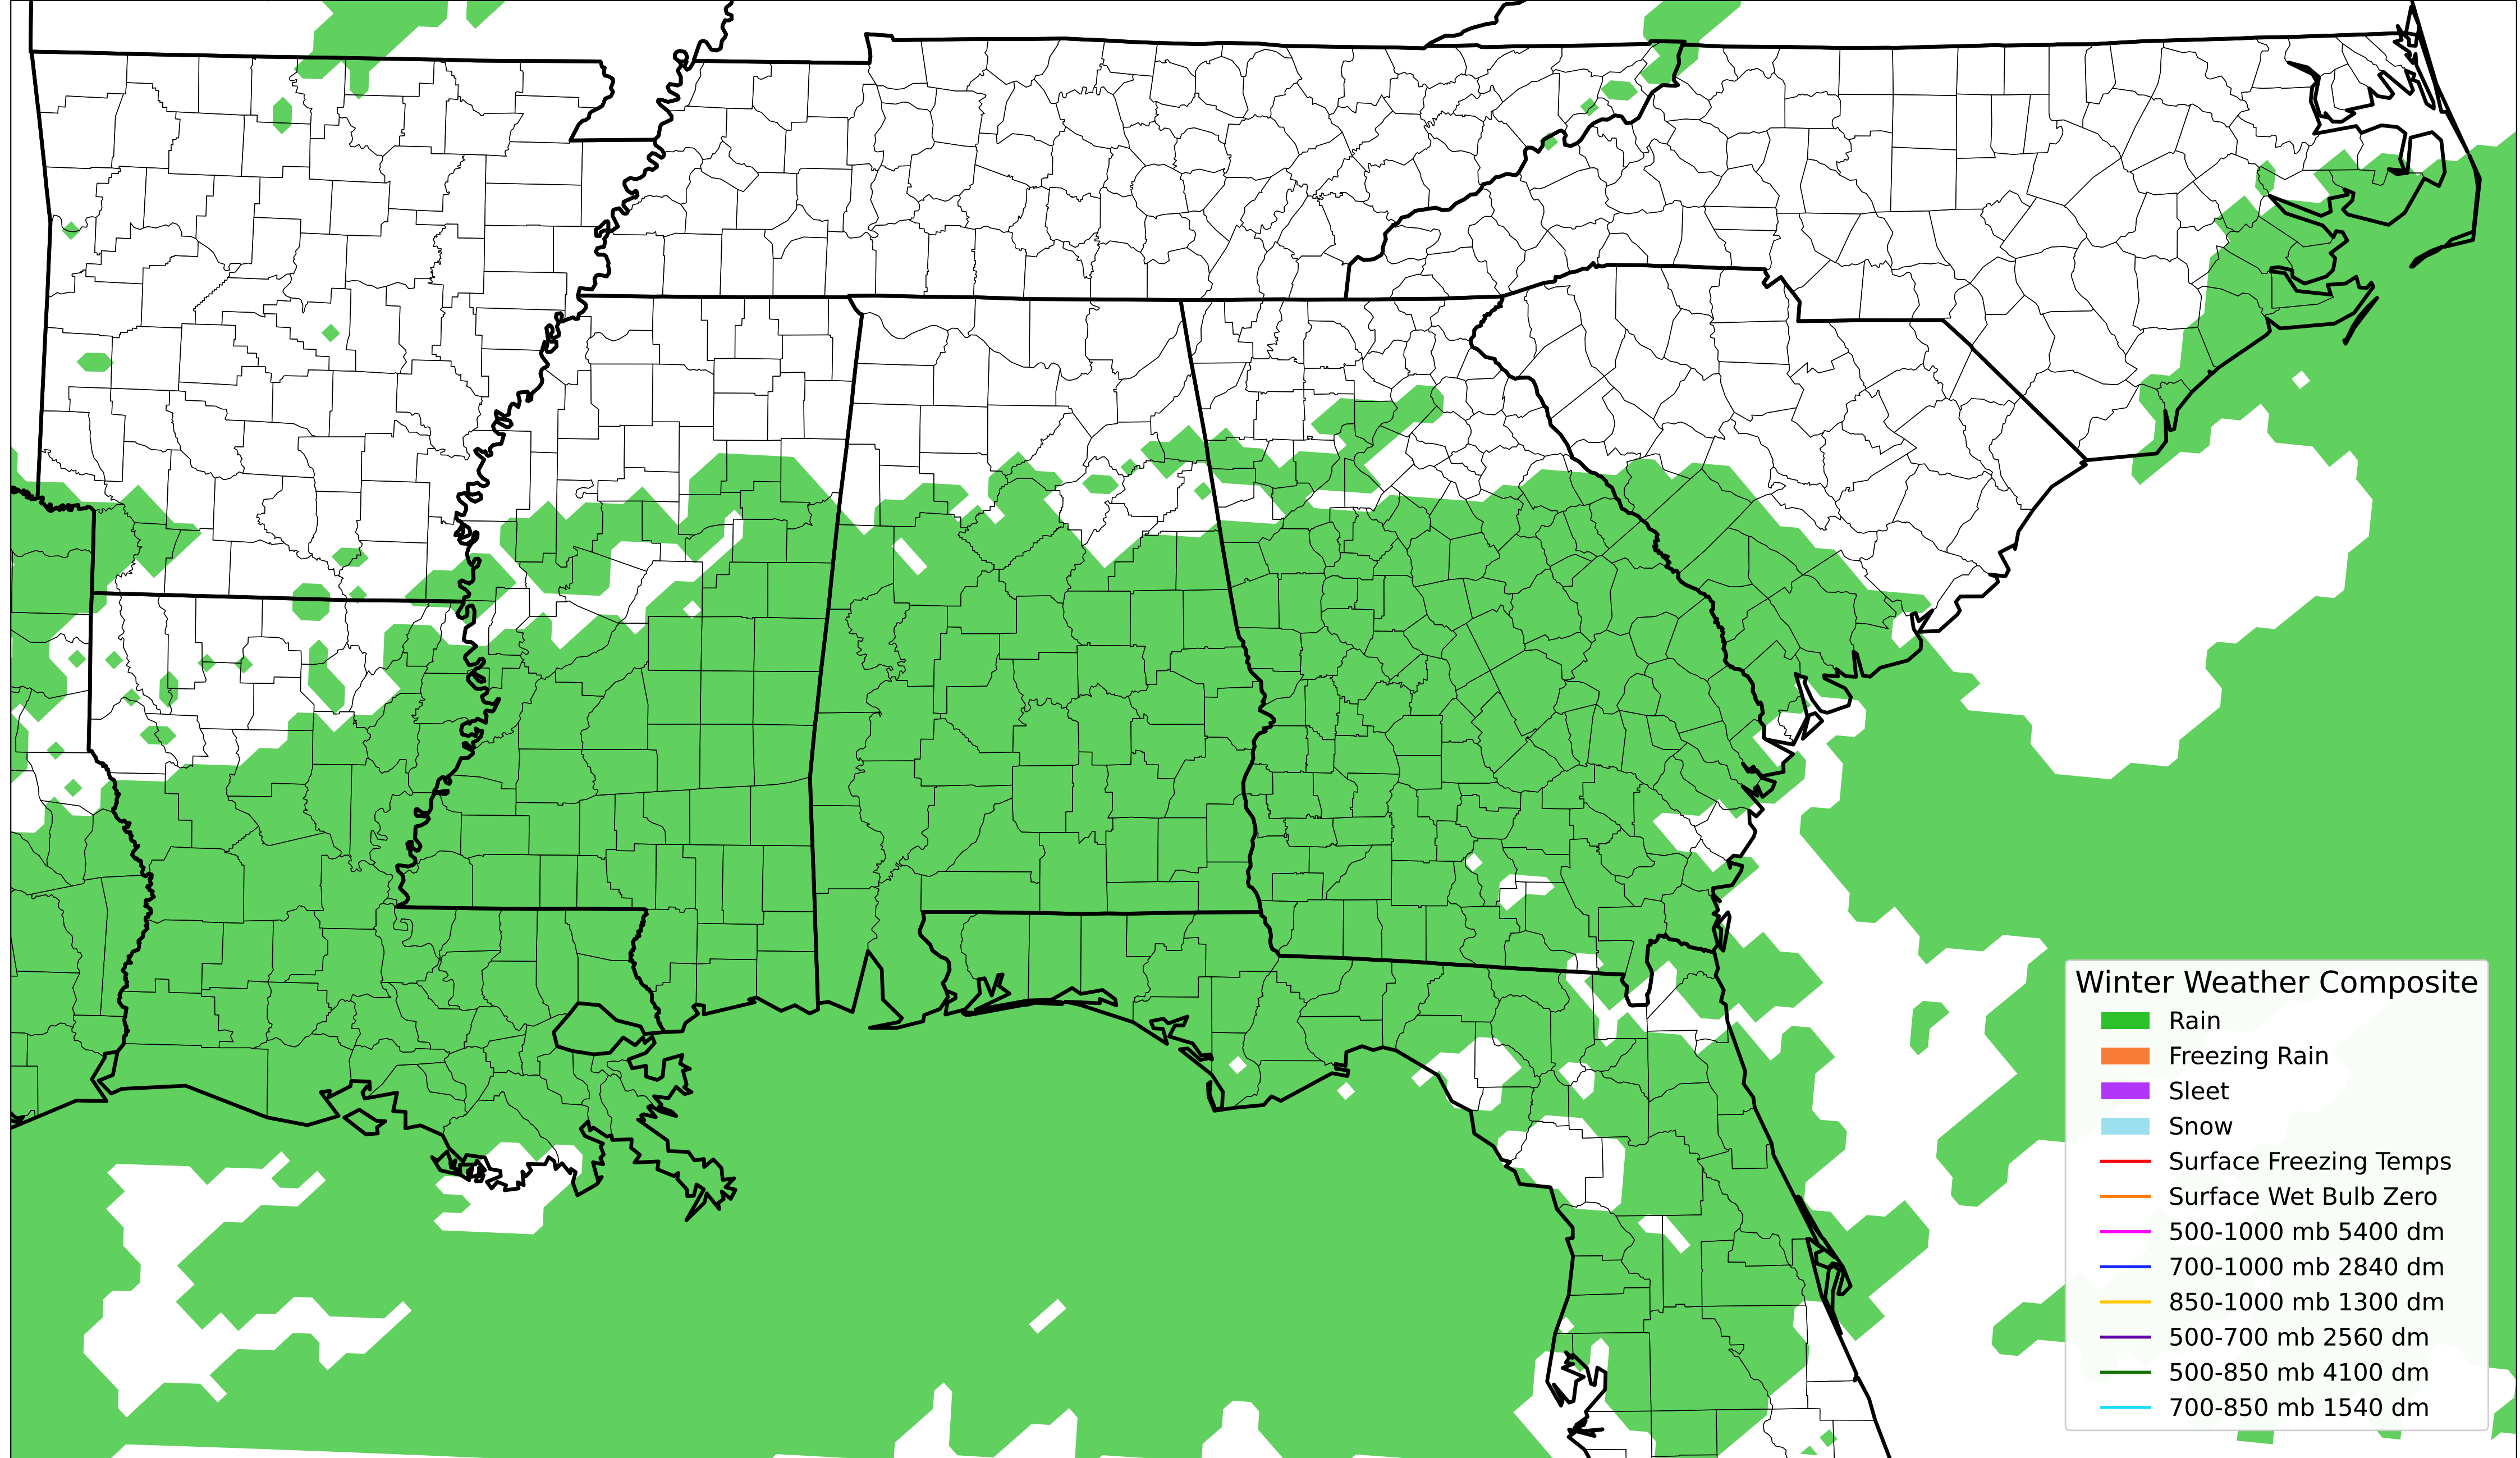 Winter Weather Composite
Rain
Freezing Rain
Sleet
Snow
Surface Freezing Temps
Surface Wet Bulb Zero
500-1000 mb 5400 dm
700-1000 mb 2840 dm
850-1000 mb 1300 dm
500-700 mb 2560 dm
500-850 mb 4100 dm
700-850 mb 1540 dm